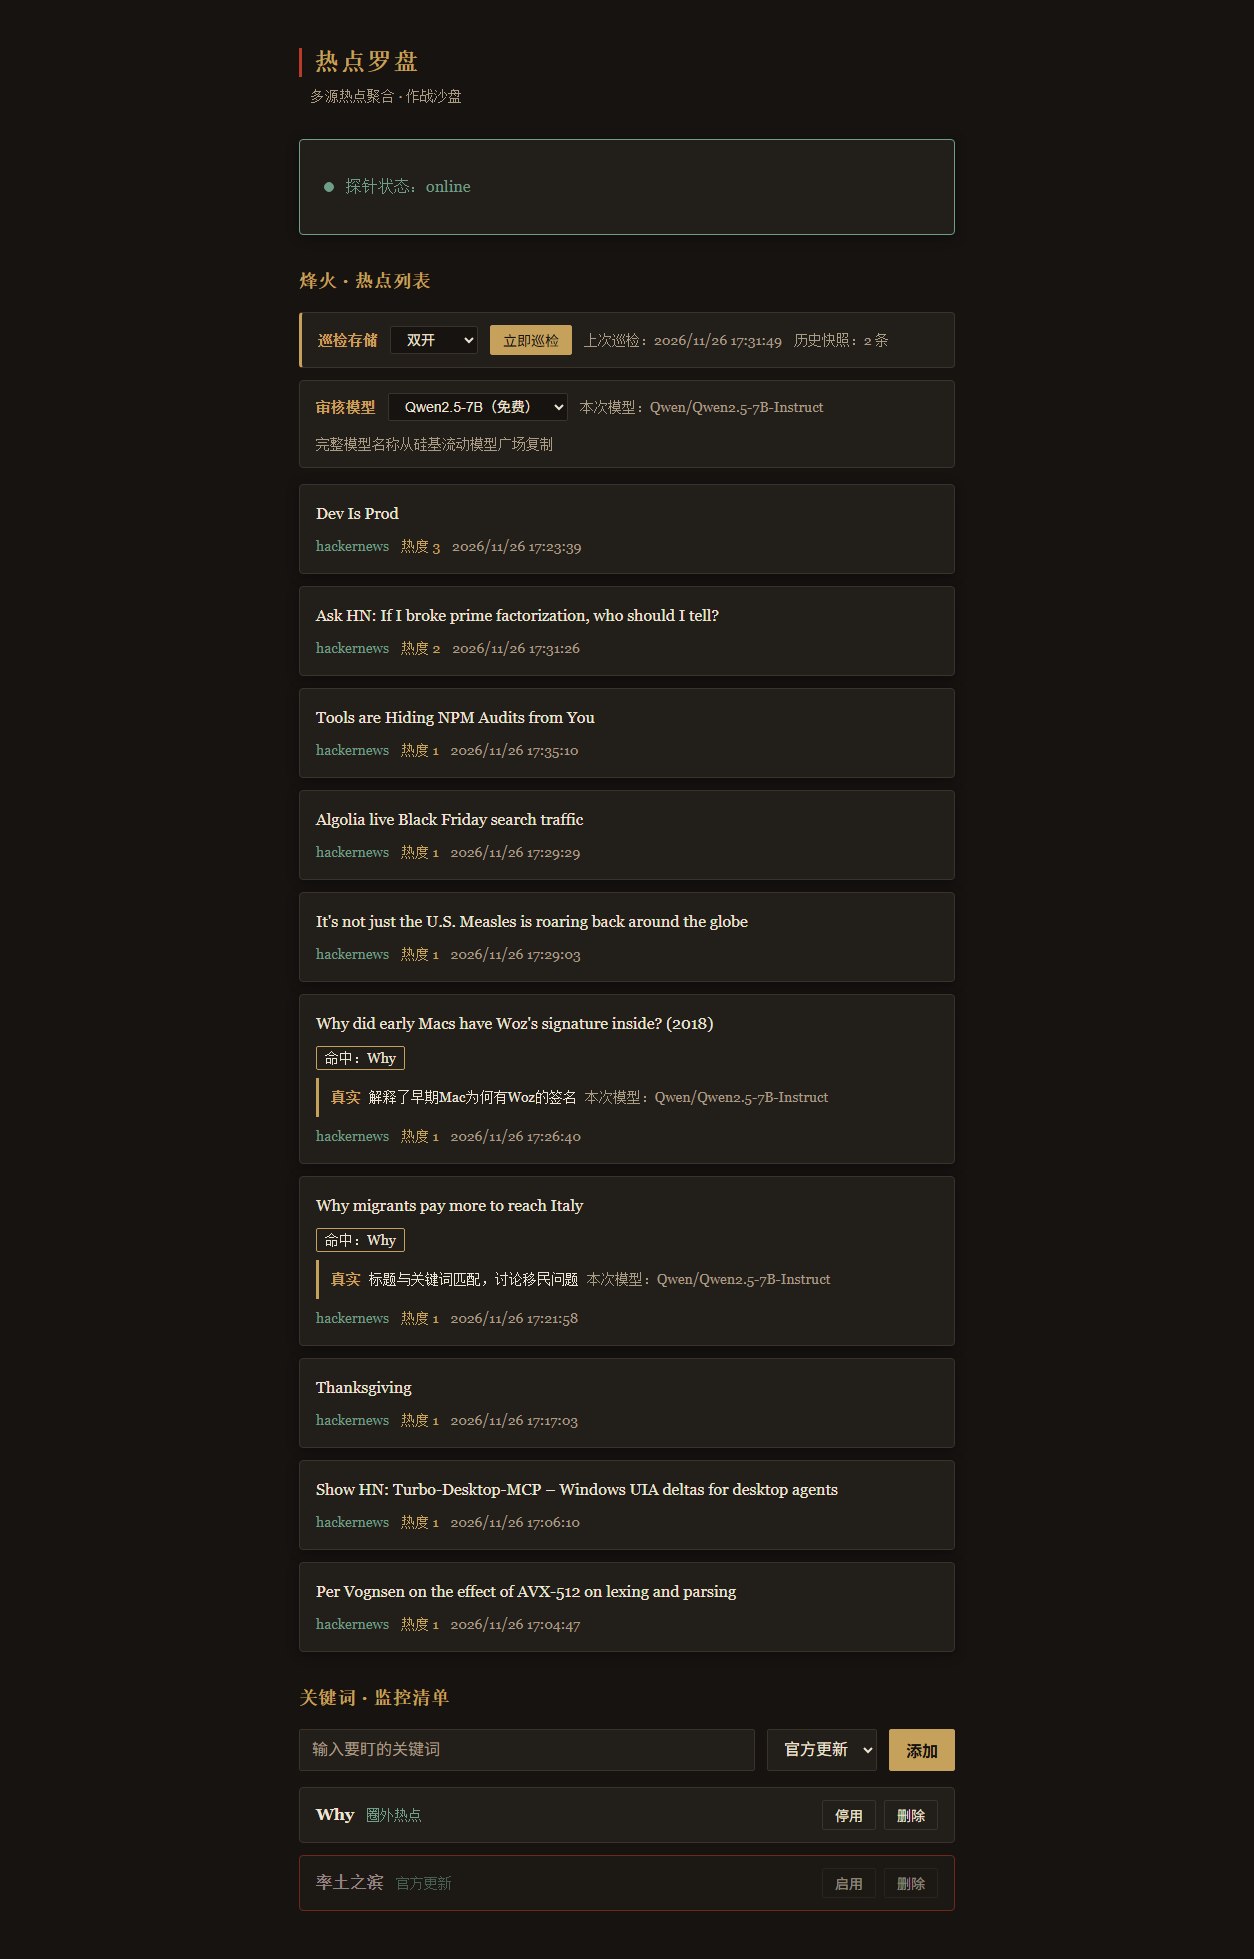 热点罗盘
多源热点聚合 · 作战沙盘
探针状态：online
烽火 · 热点列表
巡检存储 双开 立即巡检 上次巡检：2026/11/26 17:31:49 历史快照：2 条
审核模型 Qwen2.5-7B（免费） 本次模型：Qwen/Qwen2.5-7B-Instruct
完整模型名称从硅基流动模型广场复制
Dev Is Prod
hackernews 热度 3 2026/11/26 17:23:39
Ask HN: If I broke prime factorization, who should I tell?
hackernews 热度 2 2026/11/26 17:31:26
Tools are Hiding NPM Audits from You
hackernews 热度 1 2026/11/26 17:35:10
Algolia live Black Friday search traffic
hackernews 热度 1 2026/11/26 17:29:29
It's not just the U.S. Measles is roaring back around the globe
hackernews 热度 1 2026/11/26 17:29:03
Why did early Macs have Woz's signature inside? (2018)
命中：Why
真实 解释了早期Mac为何有Woz的签名 本次模型：Qwen/Qwen2.5-7B-Instruct
hackernews 热度 1 2026/11/26 17:26:40
Why migrants pay more to reach Italy
命中：Why
真实 标题与关键词匹配，讨论移民问题 本次模型：Qwen/Qwen2.5-7B-Instruct
hackernews 热度 1 2026/11/26 17:21:58
Thanksgiving
hackernews 热度 1 2026/11/26 17:17:03
Show HN: Turbo-Desktop-MCP – Windows UIA deltas for desktop agents
hackernews 热度 1 2026/11/26 17:06:10
Per Vognsen on the effect of AVX-512 on lexing and parsing
hackernews 热度 1 2026/11/26 17:04:47
关键词 · 监控清单
输入要盯的关键词 官方更新 添加
Why 圈外热点 停用 删除
率土之滨 官方更新 启用 删除